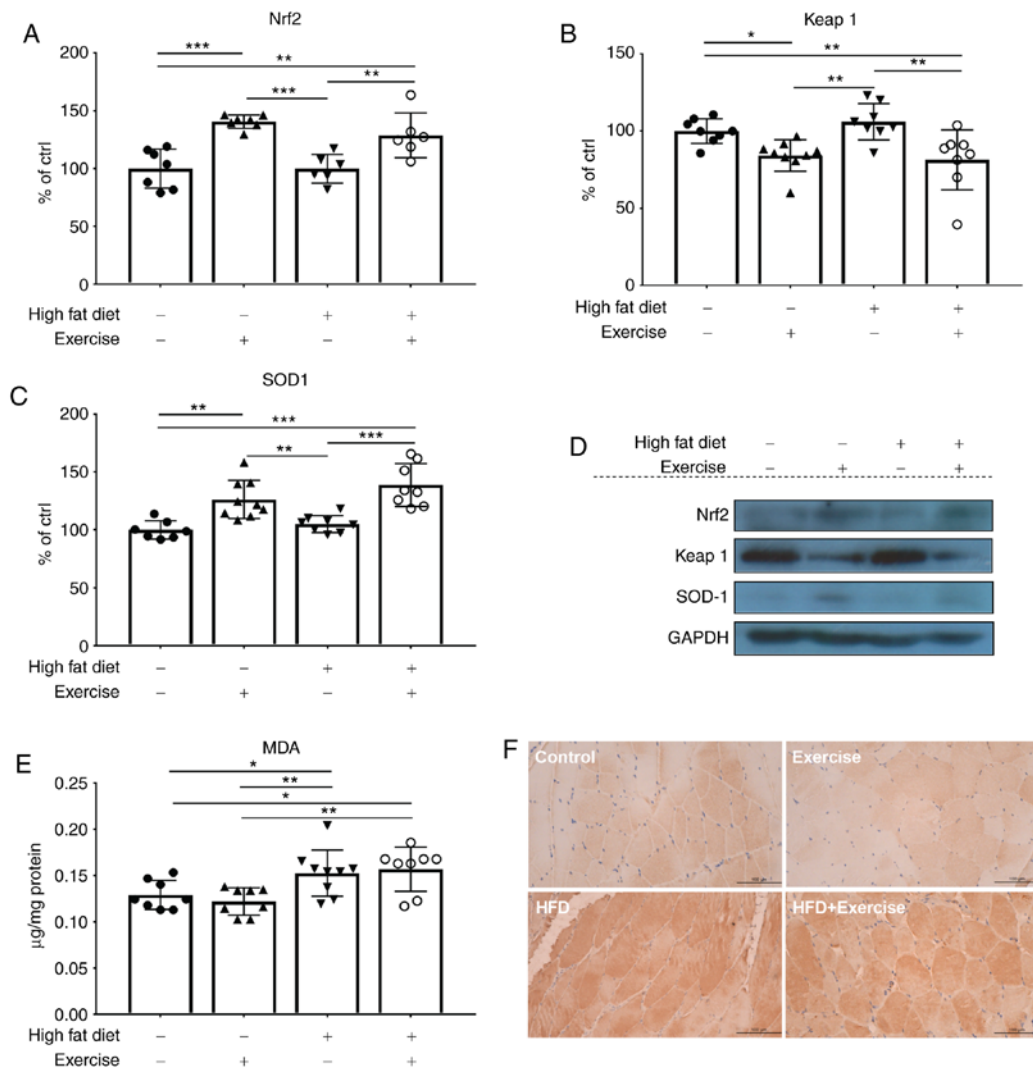 A
Nrf2
***
**
***
**
200
150
100
50
0
% of ctrl
High fat diet – – + +
Exercise – + – +
B
Keap 1
*
**
**
**
150
100
50
0
% of ctrl
High fat diet – – + +
Exercise – + – +
C
SOD1
**
***
***
**
200
150
100
50
0
% of ctrl
High fat diet – – + +
Exercise – + – +
D
High fat diet – – + +
Exercise – + – +
Nrf2
Keap 1
SOD-1
GAPDH
E
MDA
*
**
*
**
0.25
0.20
0.15
0.10
0.05
0.00
µg/mg protein
High fat diet – – + +
Exercise – + – +
F
Control
Exercise
HFD
HFD+Exercise